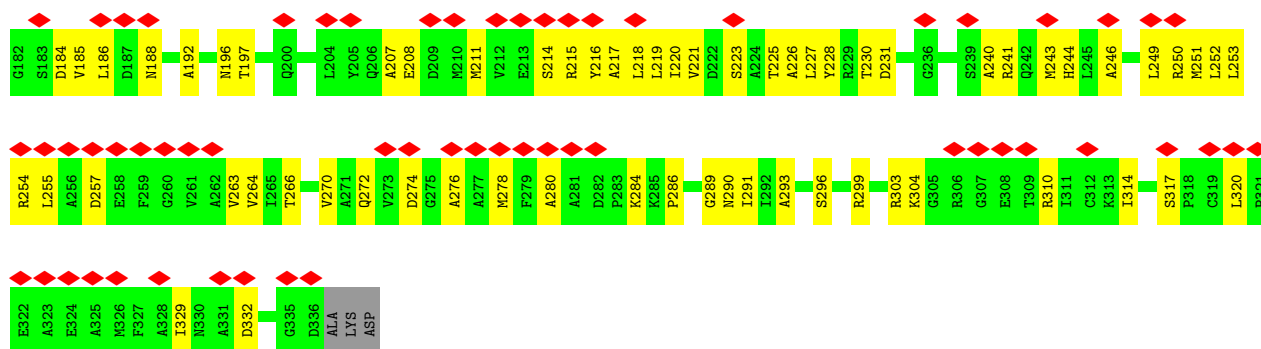 G182 S183 D184 V185 L186 D187 N188 A192 N196 T197 Q200 L204 Y205 Q206 A207 E208 D209 M210 M211 V212 E213 S214 R215 Y216 A217 L218 L219 I220 V221 D222 S223 A224 T225 A226 L227 Y228 R229 T230 D231 G236 S239 A240 R241 Q242 M243 H244 L245 A246 L249 R250 M251 L252 L253
R254 L255 A256 D257 E258 F259 G260 V261 A262 V263 V264 I265 T266 V270 A271 Q272 V273 D274 G275 A276 A277 M278 F279 A280 A281 D282 P283 K284 K285 P286 G289 N290 I291 I292 A293 S296 R299 R303 K304 G305 R306 G307 E308 T309 R310 I311 C312 K313 I314 S317 P318 C319 L320
E322 A323 E324 A325 M326 F327 A328 I329 N330 A331 D332 G335 D336 ALA LYS ASP